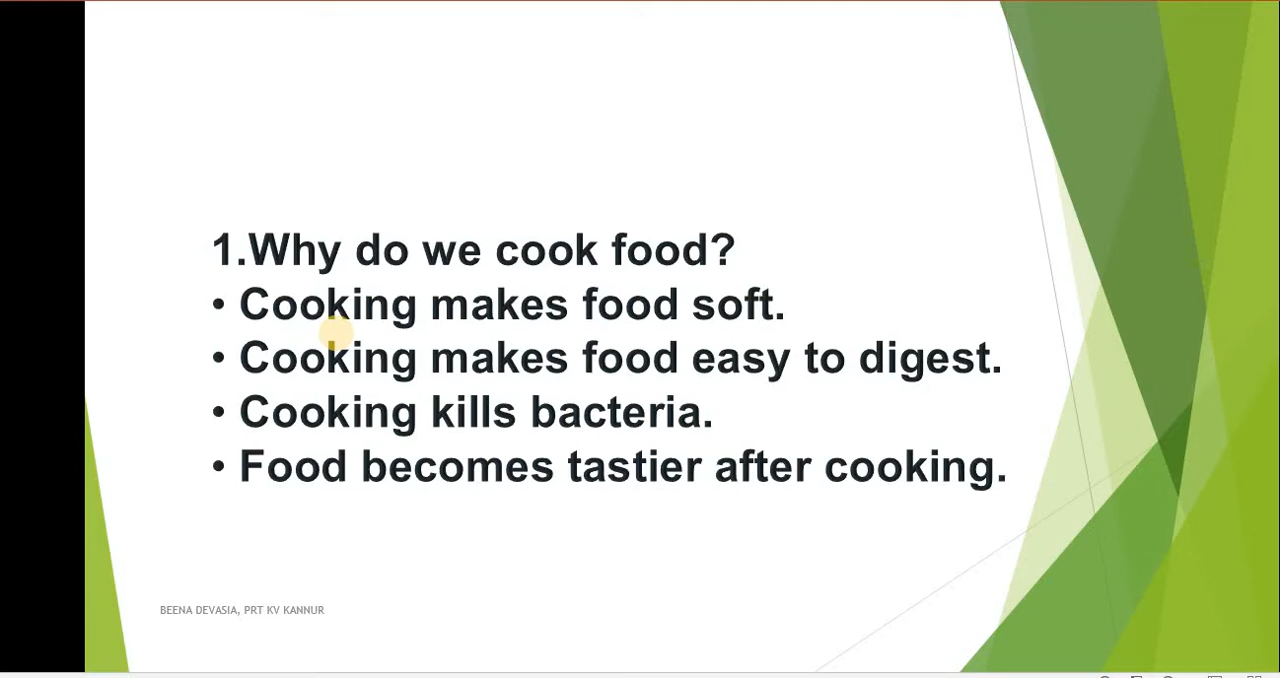 1.Why do we cook food?
• Cooking makes food soft.
• Cooking makes food easy to digest.
• Cooking kills bacteria.
• Food becomes tastier after cooking.
BEENA DEVASIA, PRT KV KANNUR